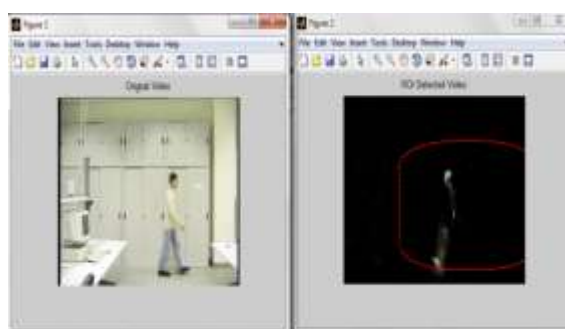 Figure 2
File Edit View Insert Tools Desktop Window Help
Original Video
Figure 2
File Edit View Insert Tools Desktop Window Help
ROI Selected Video